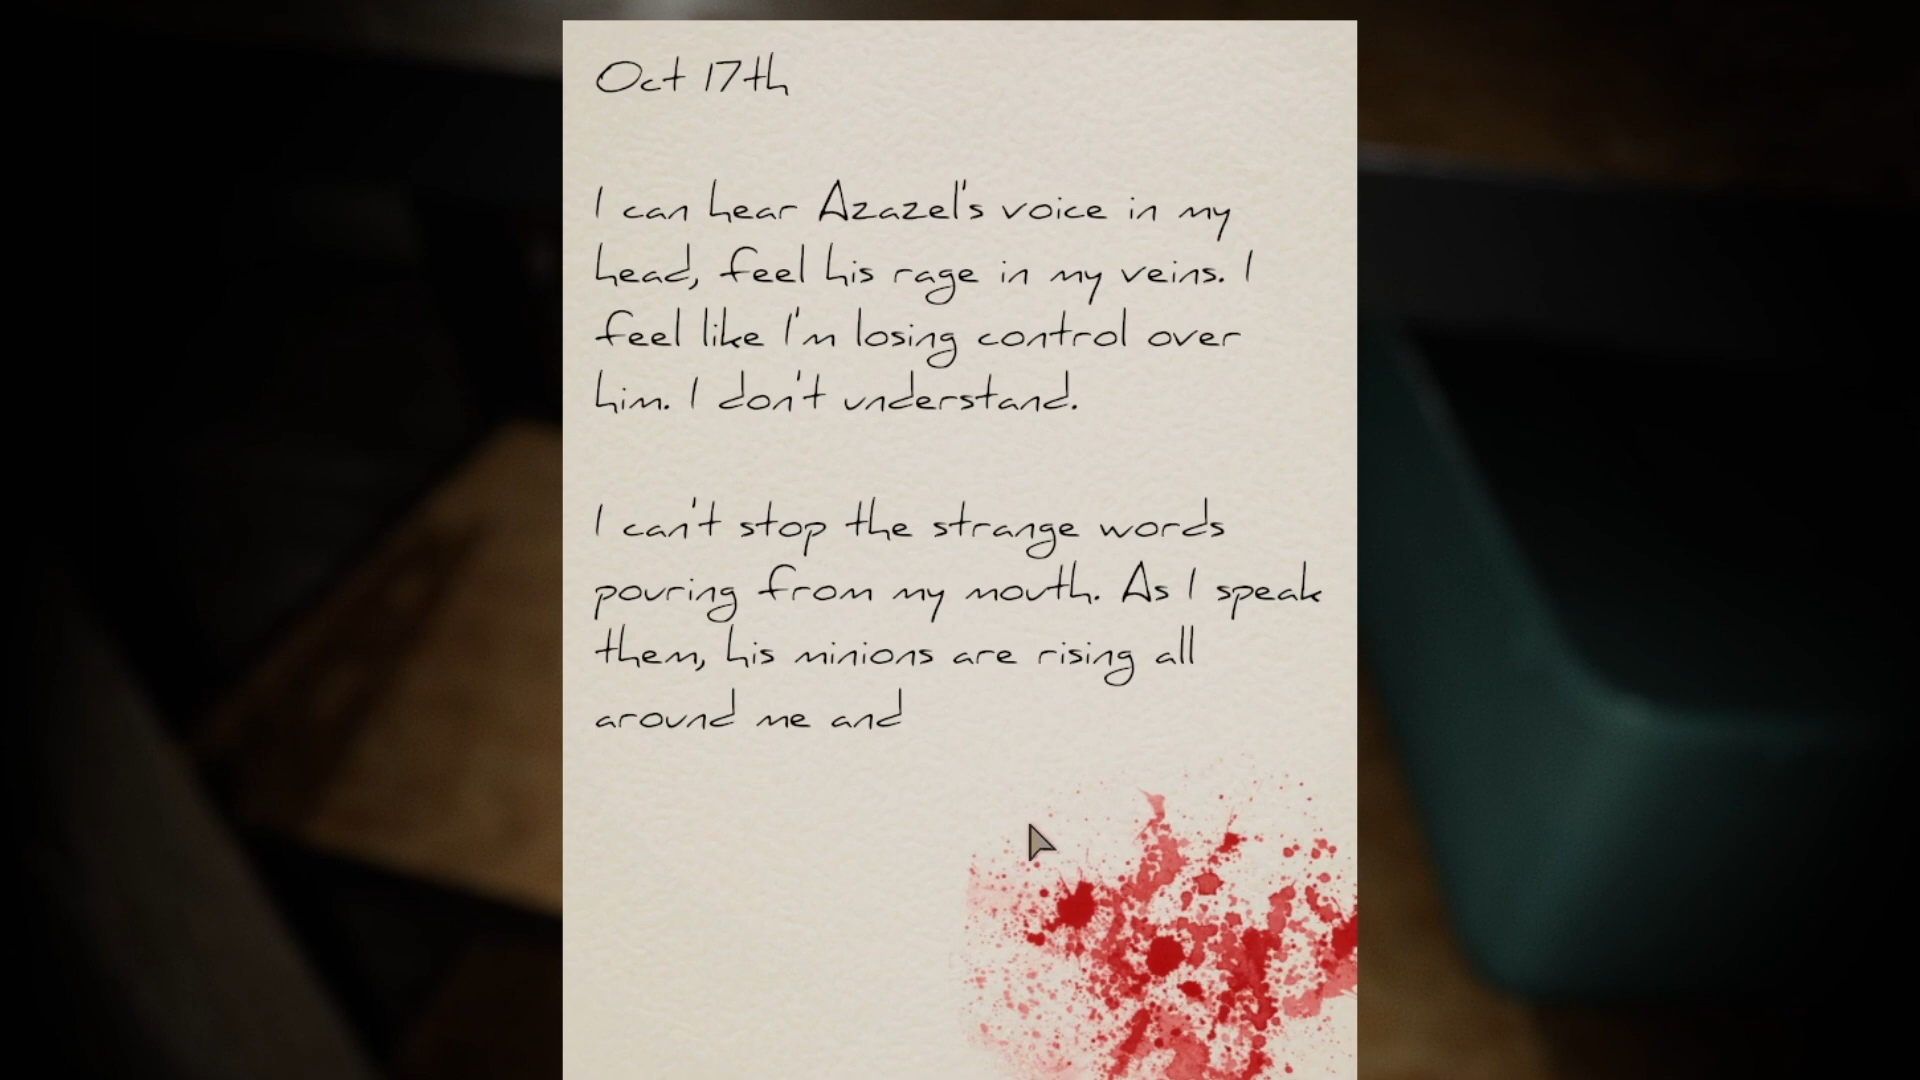 Oct 17th
I can hear Azazel's voice in my
head, feel his rage in my veins. I
feel like I'm losing control over
him. I don't understand.
I can't stop the strange words
pouring from my mouth. As I speak
them, his minions are rising all
around me and